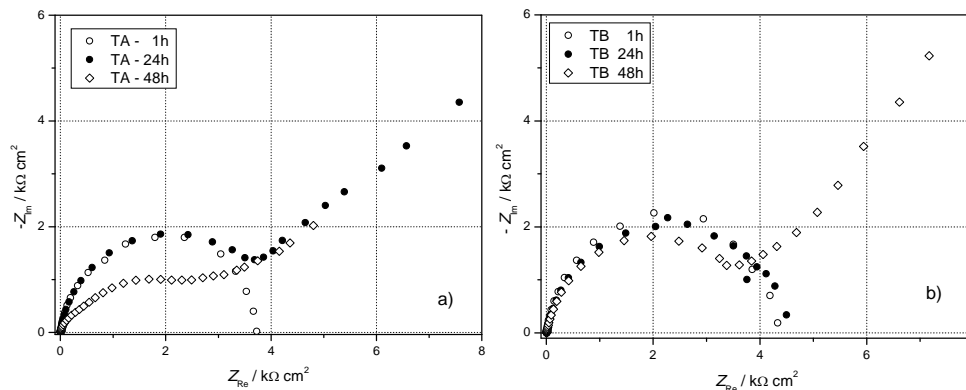 6
4
2
0
0 2 4 6 8
-Z_Im / kΩ cm²
Z_Re / kΩ cm²
TA - 1h
TA - 24h
TA - 48h
a)
6
4
2
0
0 2 4 6
- Z_Im / kΩ cm²
Z_Re / kΩ cm²
TB 1h
TB 24h
TB 48h
b)